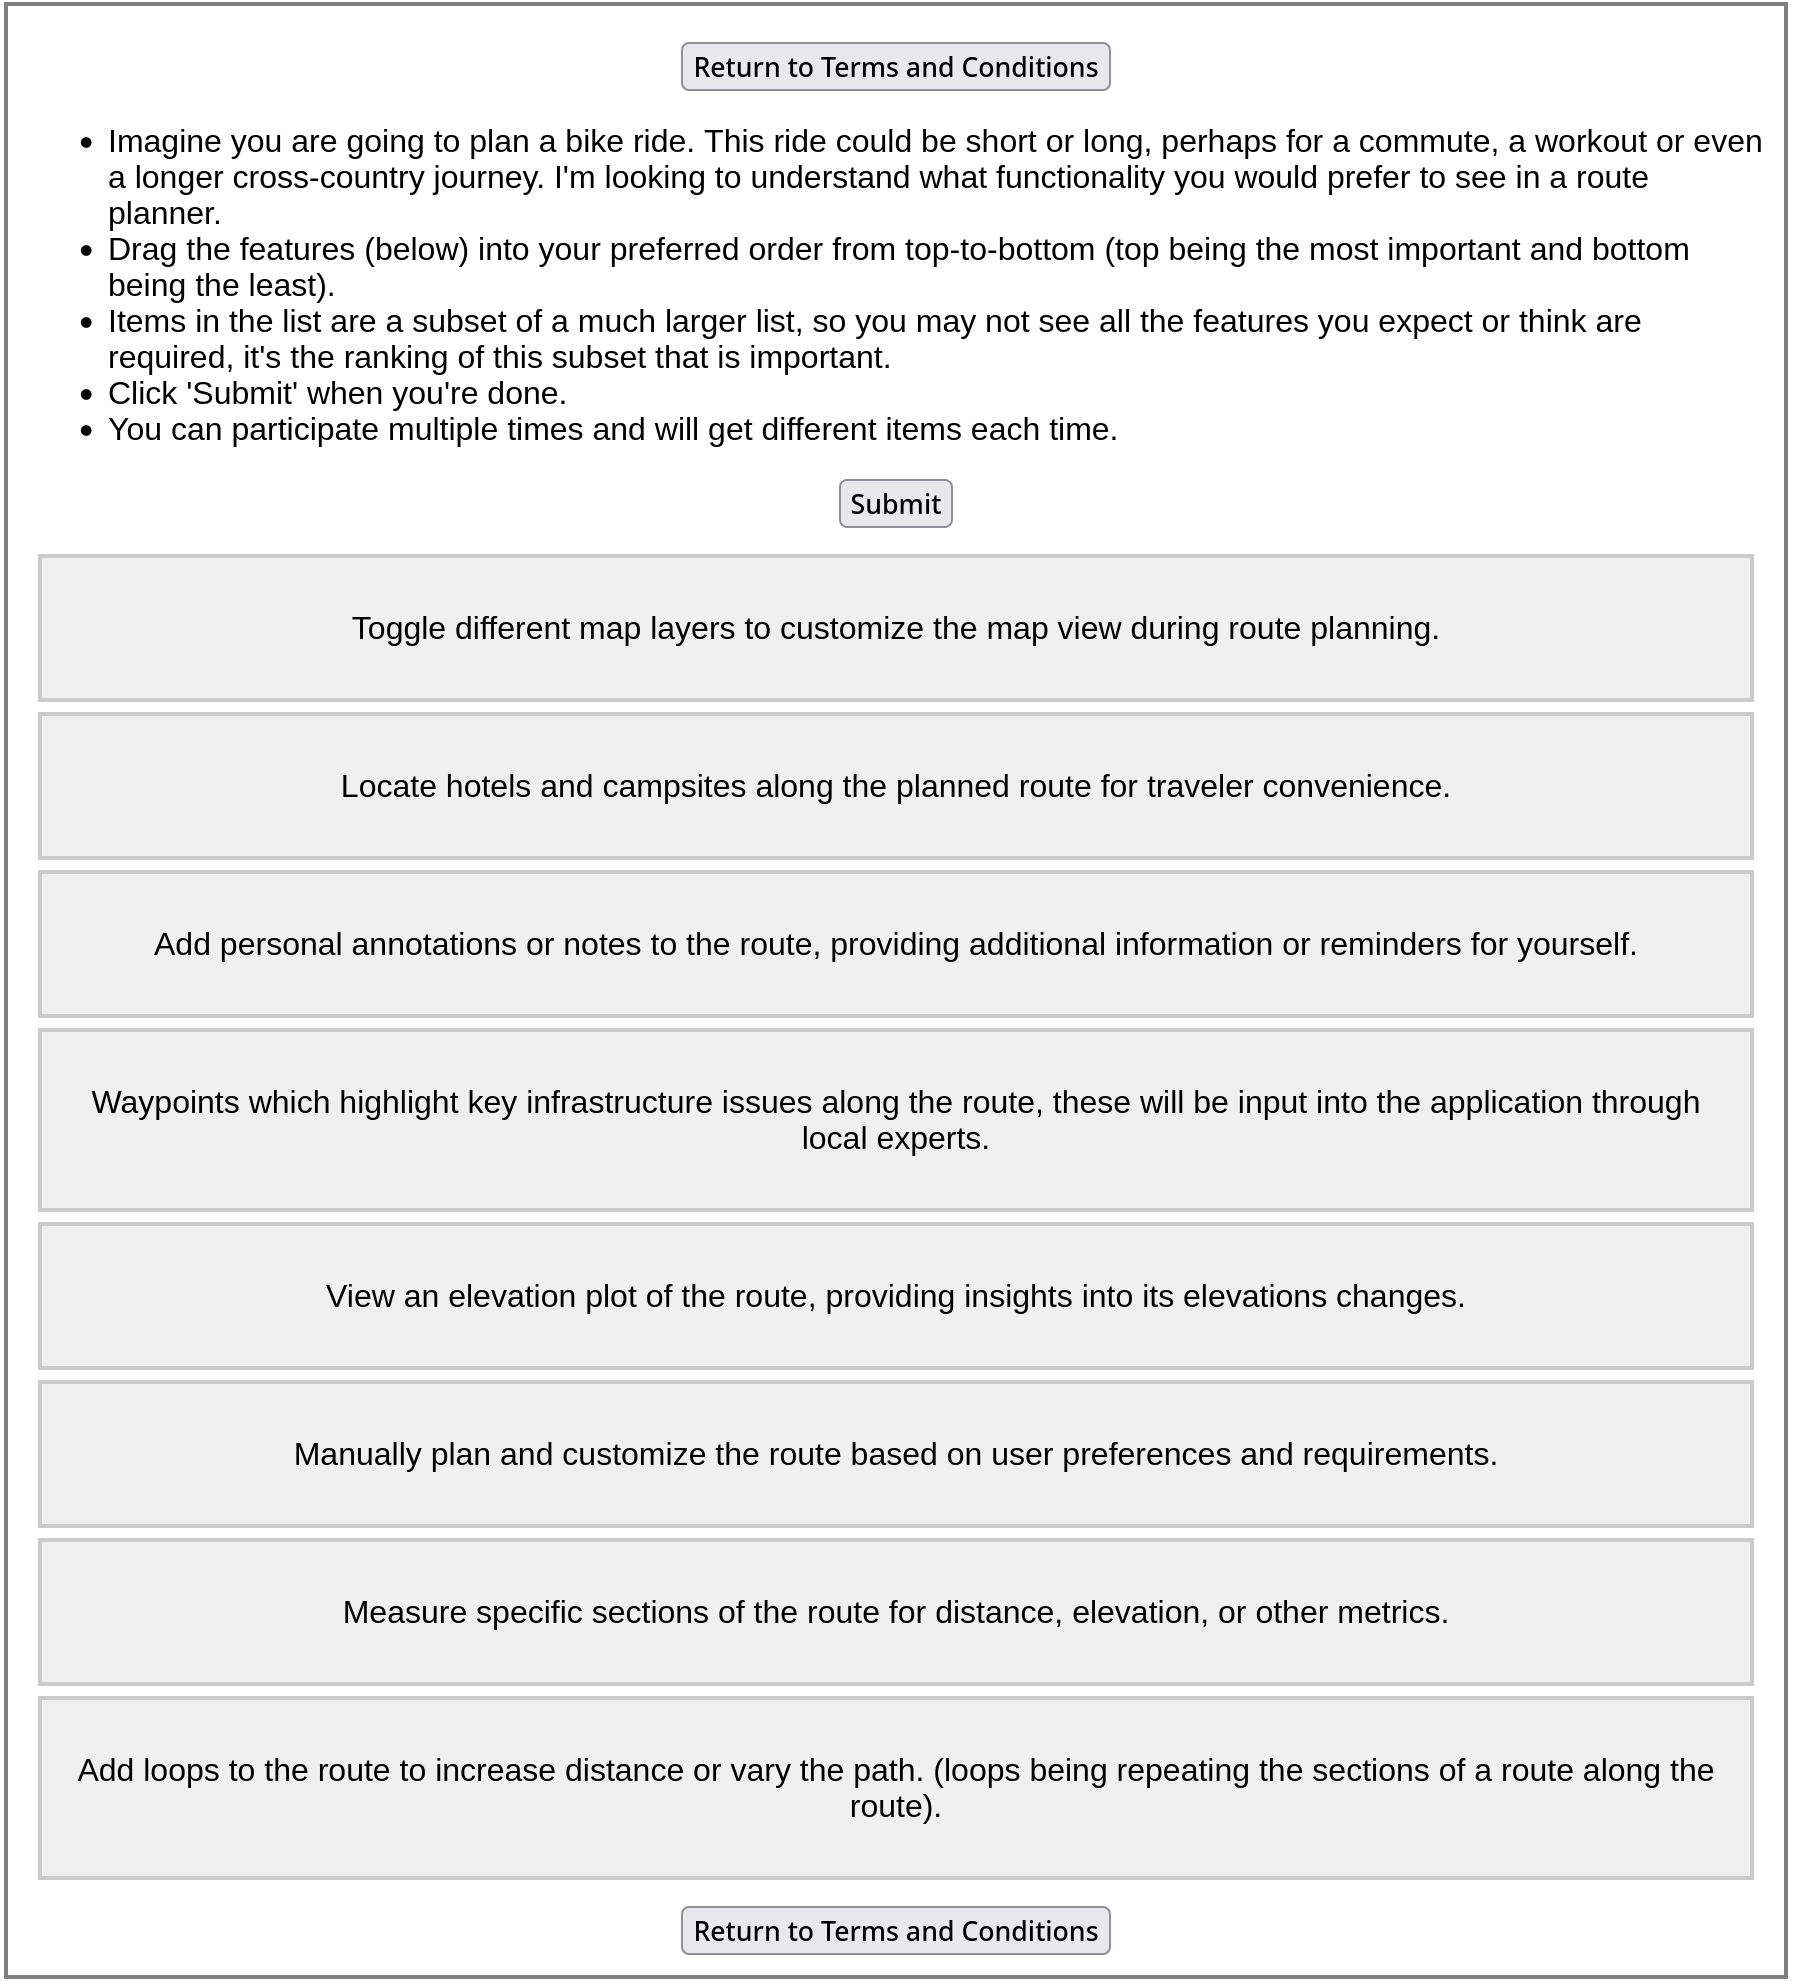 Return to Terms and Conditions
• Imagine you are going to plan a bike ride. This ride could be short or long, perhaps for a commute, a workout or even
a longer cross-country journey. I'm looking to understand what functionality you would prefer to see in a route
planner.
• Drag the features (below) into your preferred order from top-to-bottom (top being the most important and bottom
being the least).
• Items in the list are a subset of a much larger list, so you may not see all the features you expect or think are
required, it's the ranking of this subset that is important.
• Click 'Submit' when you're done.
• You can participate multiple times and will get different items each time.
Submit
Toggle different map layers to customize the map view during route planning.
Locate hotels and campsites along the planned route for traveler convenience.
Add personal annotations or notes to the route, providing additional information or reminders for yourself.
Waypoints which highlight key infrastructure issues along the route, these will be input into the application through
local experts.
View an elevation plot of the route, providing insights into its elevations changes.
Manually plan and customize the route based on user preferences and requirements.
Measure specific sections of the route for distance, elevation, or other metrics.
Add loops to the route to increase distance or vary the path. (loops being repeating the sections of a route along the
route).
Return to Terms and Conditions